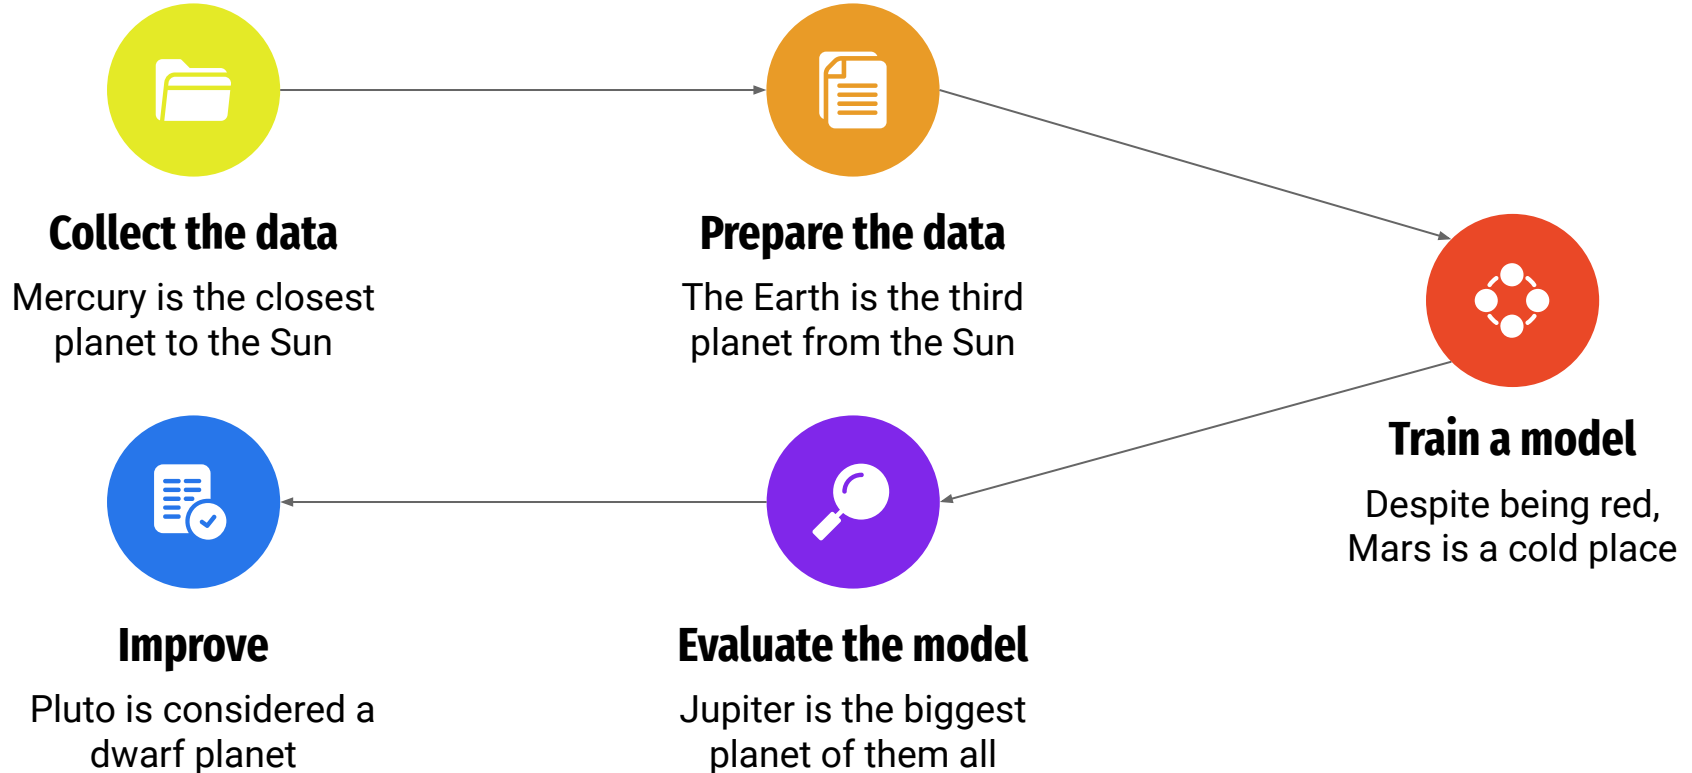 Collect the data
Mercury is the closest
planet to the Sun
Prepare the data
The Earth is the third
planet from the Sun
Train a model
Despite being red,
Mars is a cold place
Evaluate the model
Jupiter is the biggest
planet of them all
Improve
Pluto is considered a
dwarf planet